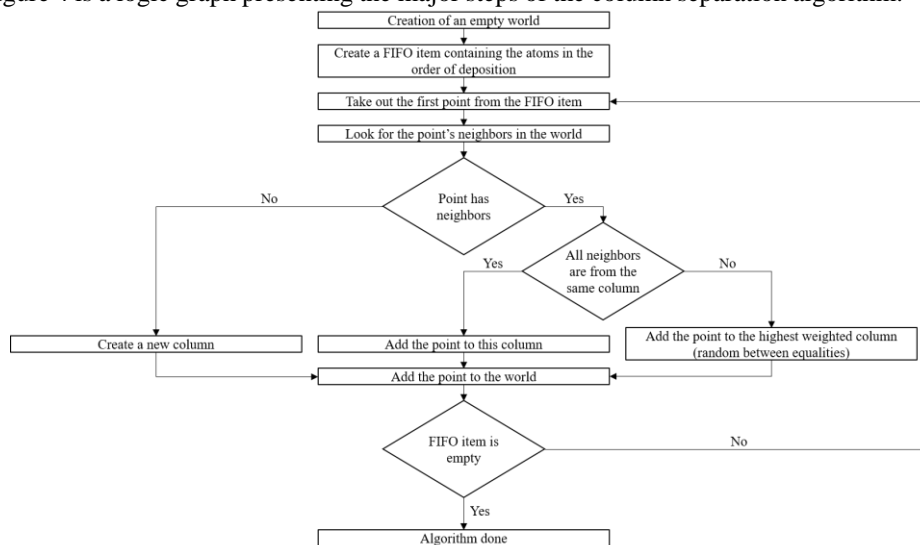 is a logic graph presenting the major steps of the column separation algorithm.
Creation of an empty world
Create a FIFO item containing the atoms in the
order of deposition
Take out the first point from the FIFO item
Look for the point's neighbors in the world
Point has
neighbors
No
Yes
All neighbors
are from the
same column
Yes
No
Create a new column
Add the point to this column
Add the point to the highest weighted column
(random between equalities)
Add the point to the world
FIFO item is
empty
No
Yes
Algorithm done